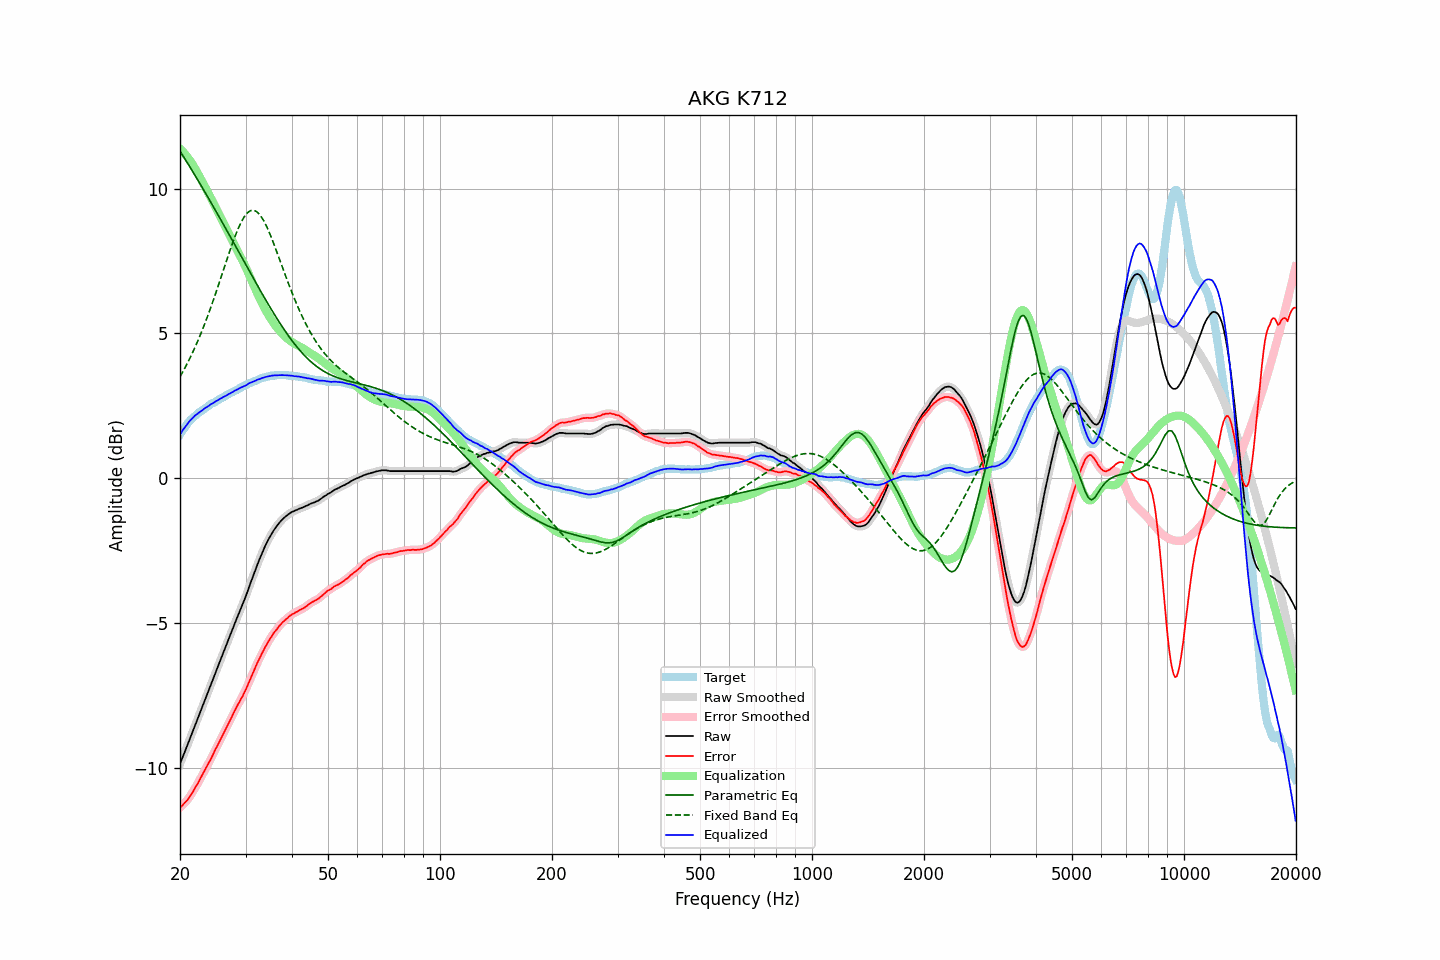 AKG K712
Amplitude (dBr)
10
5
0
−5
−10
Target
Raw Smoothed
Error Smoothed
Raw
Error
Equalization
Parametric Eq
Fixed Band Eq
Equalized
20 50 100 200 500 1000 2000 5000 10000 20000
Frequency (Hz)